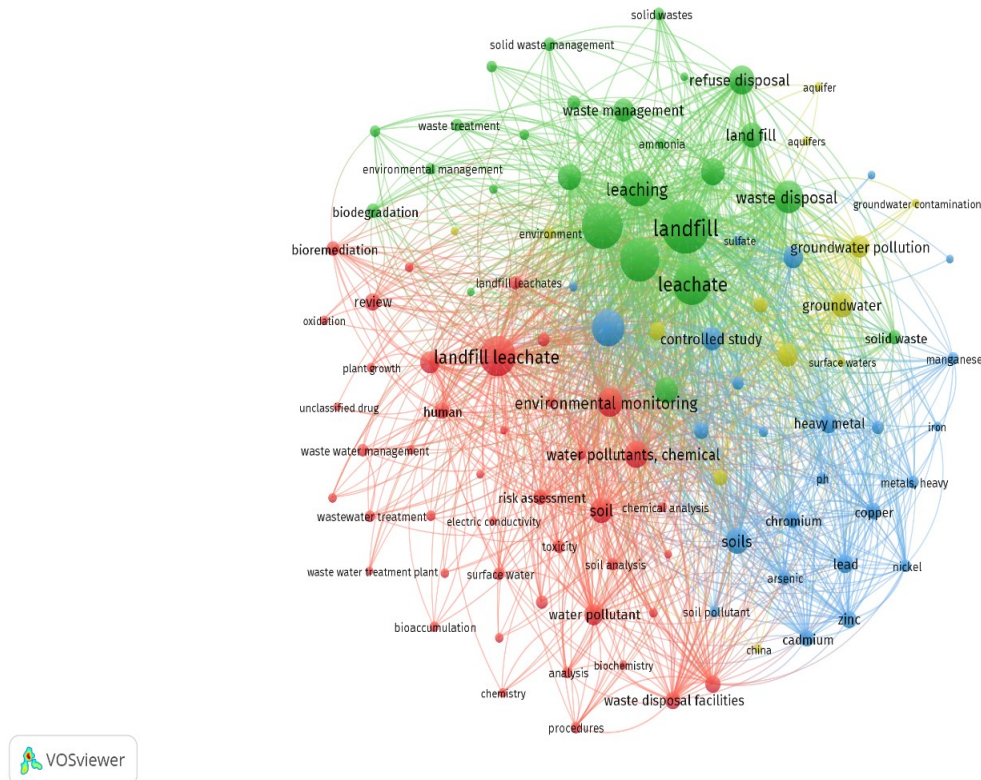 solid wastes
solid waste management
refuse disposal
aquifer
waste management
waste treatment
land fill
ammonia
aquifers
environmental management
leaching
waste disposal
groundwater contamination
biodegradation
landfill
environment
sulfate
bioremediation
groundwater pollution
landfill leachates
leachate
review
groundwater
oxidation
controlled study
solid waste
landfill leachate
manganese
plant growth
surface waters
unclassified drug
human
environmental monitoring
heavy metal
iron
waste water management
water pollutants, chemical
ph
metals, heavy
risk assessment
wastewater treatment
electric conductivity
soil
chemical analysis
chromium
copper
toxicity
soils
waste water treatment plant
surface water
soil analysis
arsenic
lead
nickel
bioaccumulation
water pollutant
soil pollutant
zinc
cadmium
china
analysis
biochemistry
chemistry
waste disposal facilities
procedures
VOSviewer